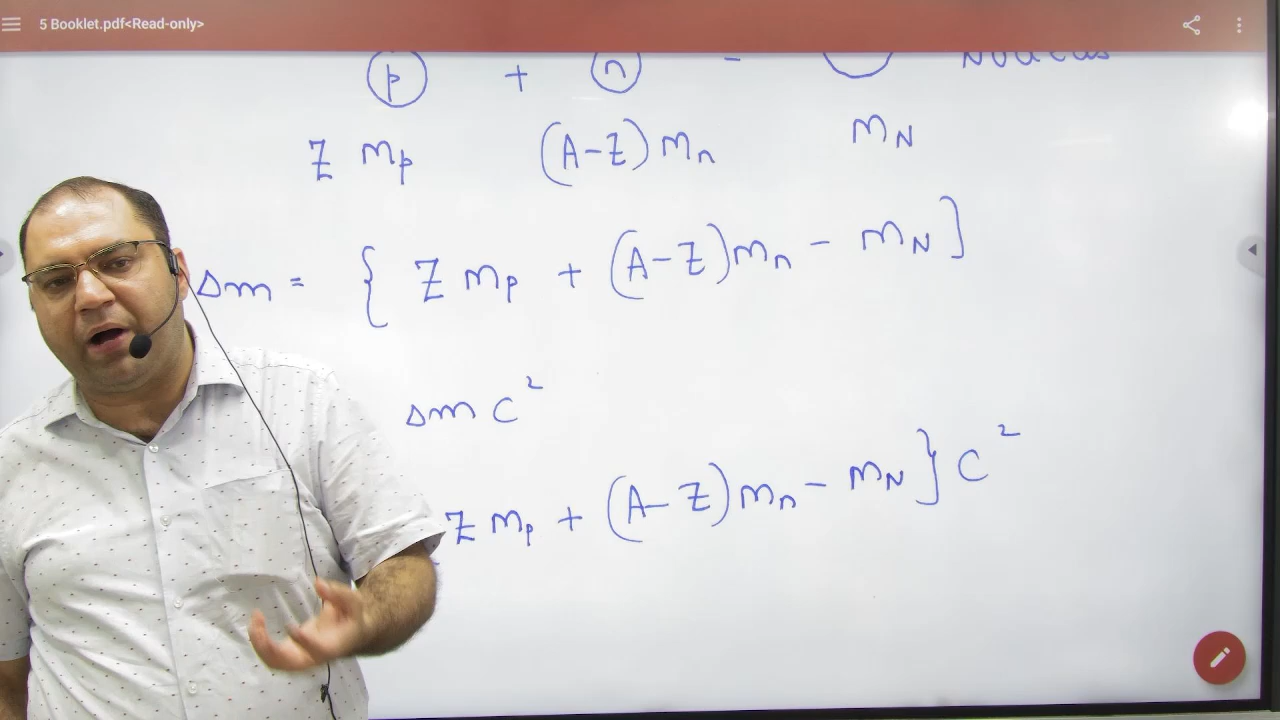 5 Booklet.pdf<Read-only>
p + n -
Z mp (A-Z) mn mN
Δm = { Z mp + (A-Z) mn - mN ]
Δm c²
Z mp + (A-Z) mn - mN } c²